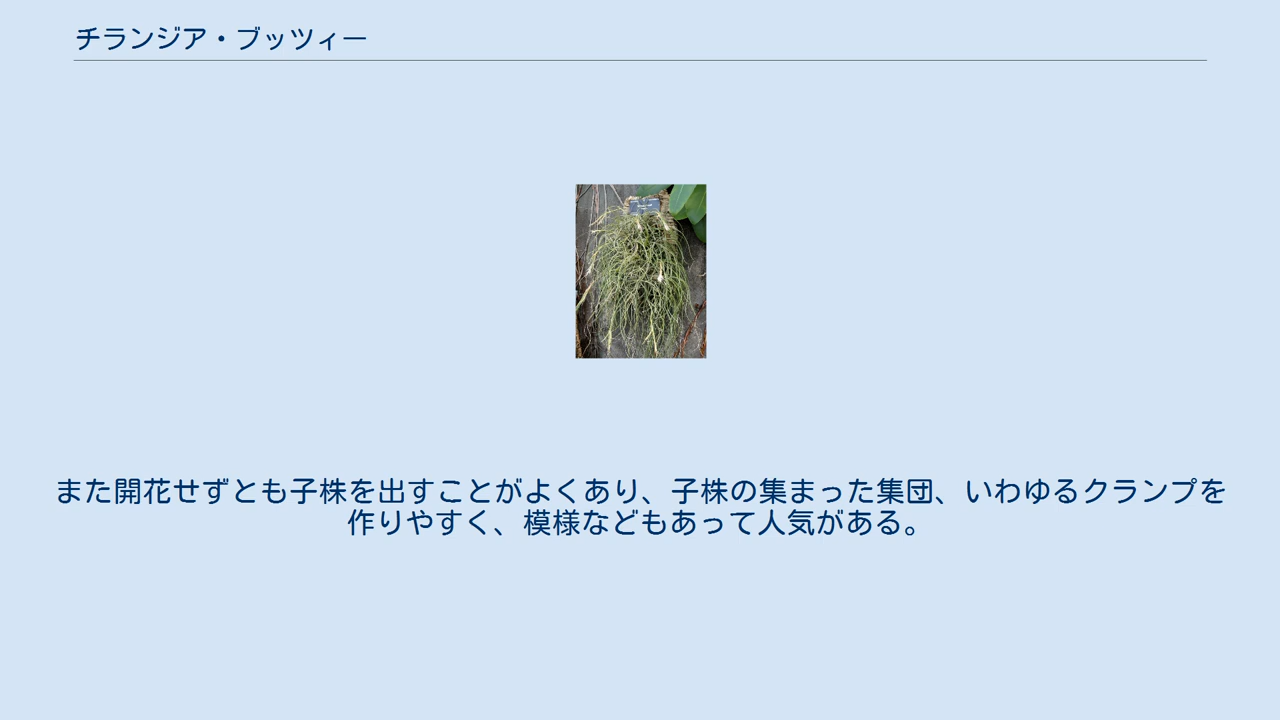 チランジア・ブッツィー
また開花せずとも子株を出すことがよくあり、子株の集まった集団、いわゆるクランプを
作りやすく、模様などもあって人気がある。